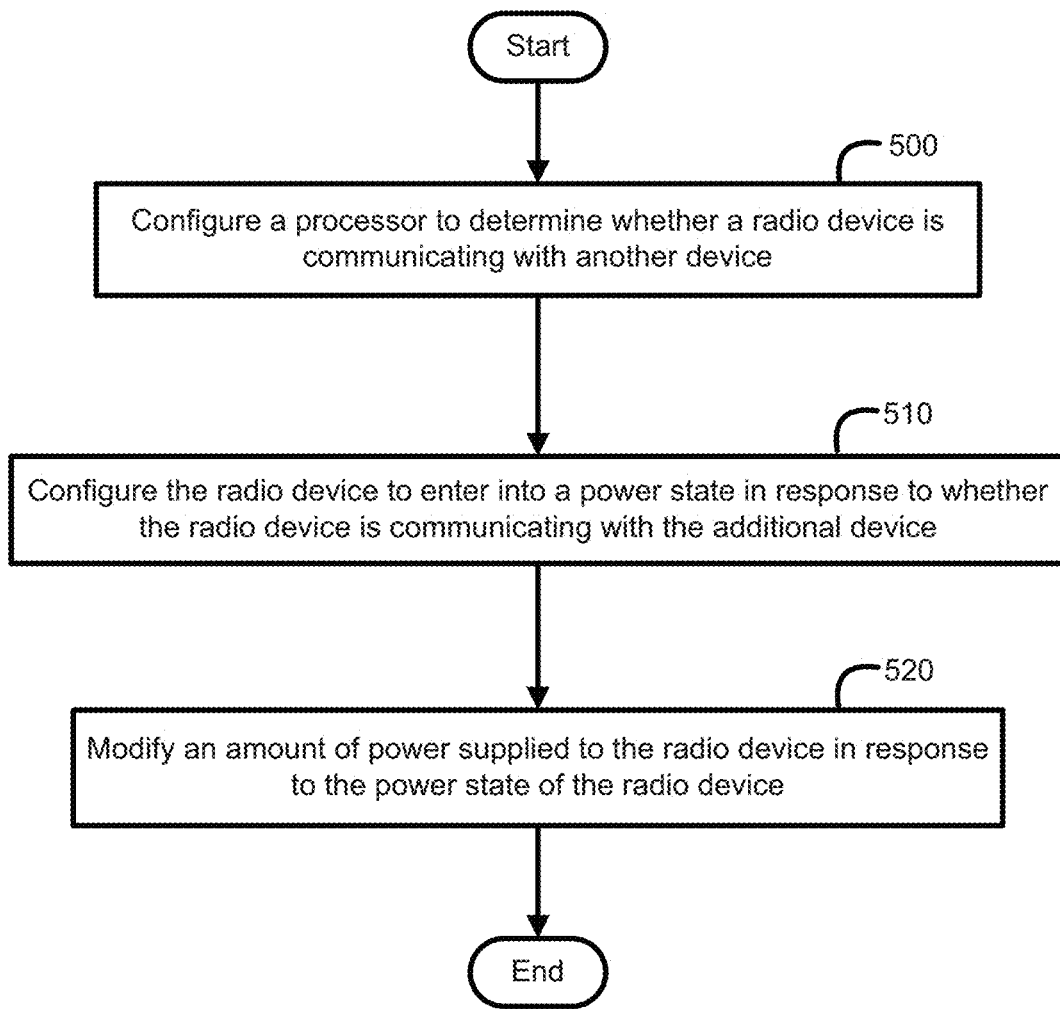 Start
500
Configure a processor to determine whether a radio device is
communicating with another device
510
Configure the radio device to enter into a power state in response to whether
the radio device is communicating with the additional device
520
Modify an amount of power supplied to the radio device in response
to the power state of the radio device
End